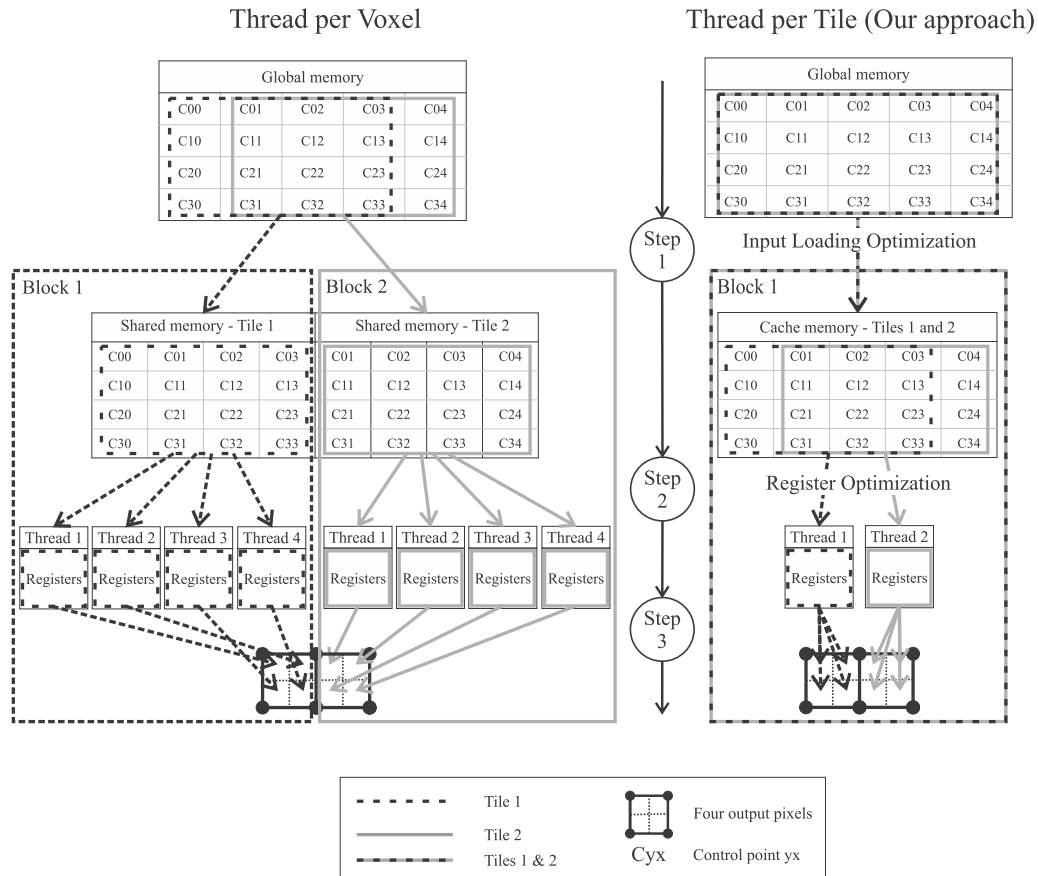 Thread per Voxel
Thread per Tile (Our approach)
Global memory
C00 C01 C02 C03 C04
C10 C11 C12 C13 C14
C20 C21 C22 C23 C24
C30 C31 C32 C33 C34
Global memory
C00 C01 C02 C03 C04
C10 C11 C12 C13 C14
C20 C21 C22 C23 C24
C30 C31 C32 C33 C34
Step
1
Input Loading Optimization
Block 1
Shared memory - Tile 1
C00 C01 C02 C03
C10 C11 C12 C13
C20 C21 C22 C23
C30 C31 C32 C33
Block 2
Shared memory - Tile 2
C01 C02 C03 C04
C11 C12 C13 C14
C21 C22 C23 C24
C31 C32 C33 C34
Block 1
Cache memory - Tiles 1 and 2
C00 C01 C02 C03 C04
C10 C11 C12 C13 C14
C20 C21 C22 C23 C24
C30 C31 C32 C33 C34
Step
2
Register Optimization
Thread 1 Thread 2 Thread 3 Thread 4
Registers Registers Registers Registers
Thread 1 Thread 2 Thread 3 Thread 4
Registers Registers Registers Registers
Thread 1 Thread 2
Registers Registers
Step
3
Tile 1
Tile 2
Tiles 1 & 2
Four output pixels
Cyx Control point yx